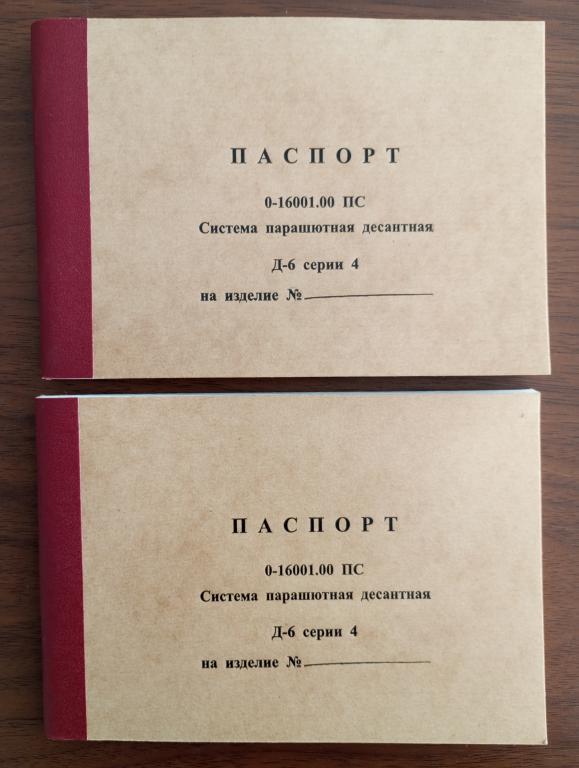 ПАСПОРТ
0-16001.00 ПС
Система парашютная десантная
Д-6 серии 4
на изделие №
ПАСПОРТ
0-16001.00 ПС
Система парашютная десантная
Д-6 серии 4
на изделие №